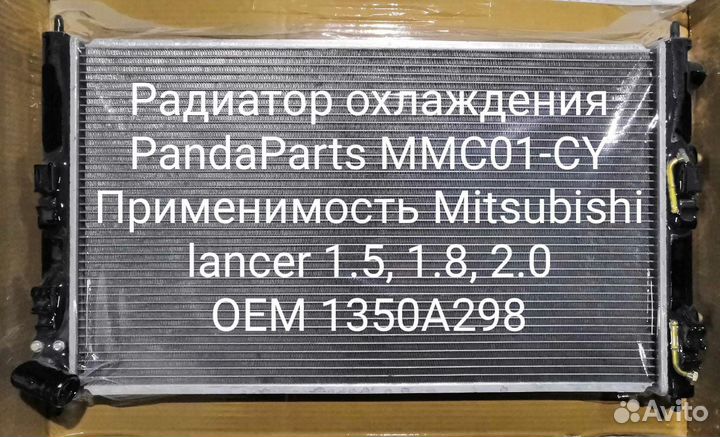 Радиатор охлаждения
PandaParts MMC01-CY
Применимость Mitsubishi
lancer 1.5, 1.8, 2.0
OEM 1350A298
Avito